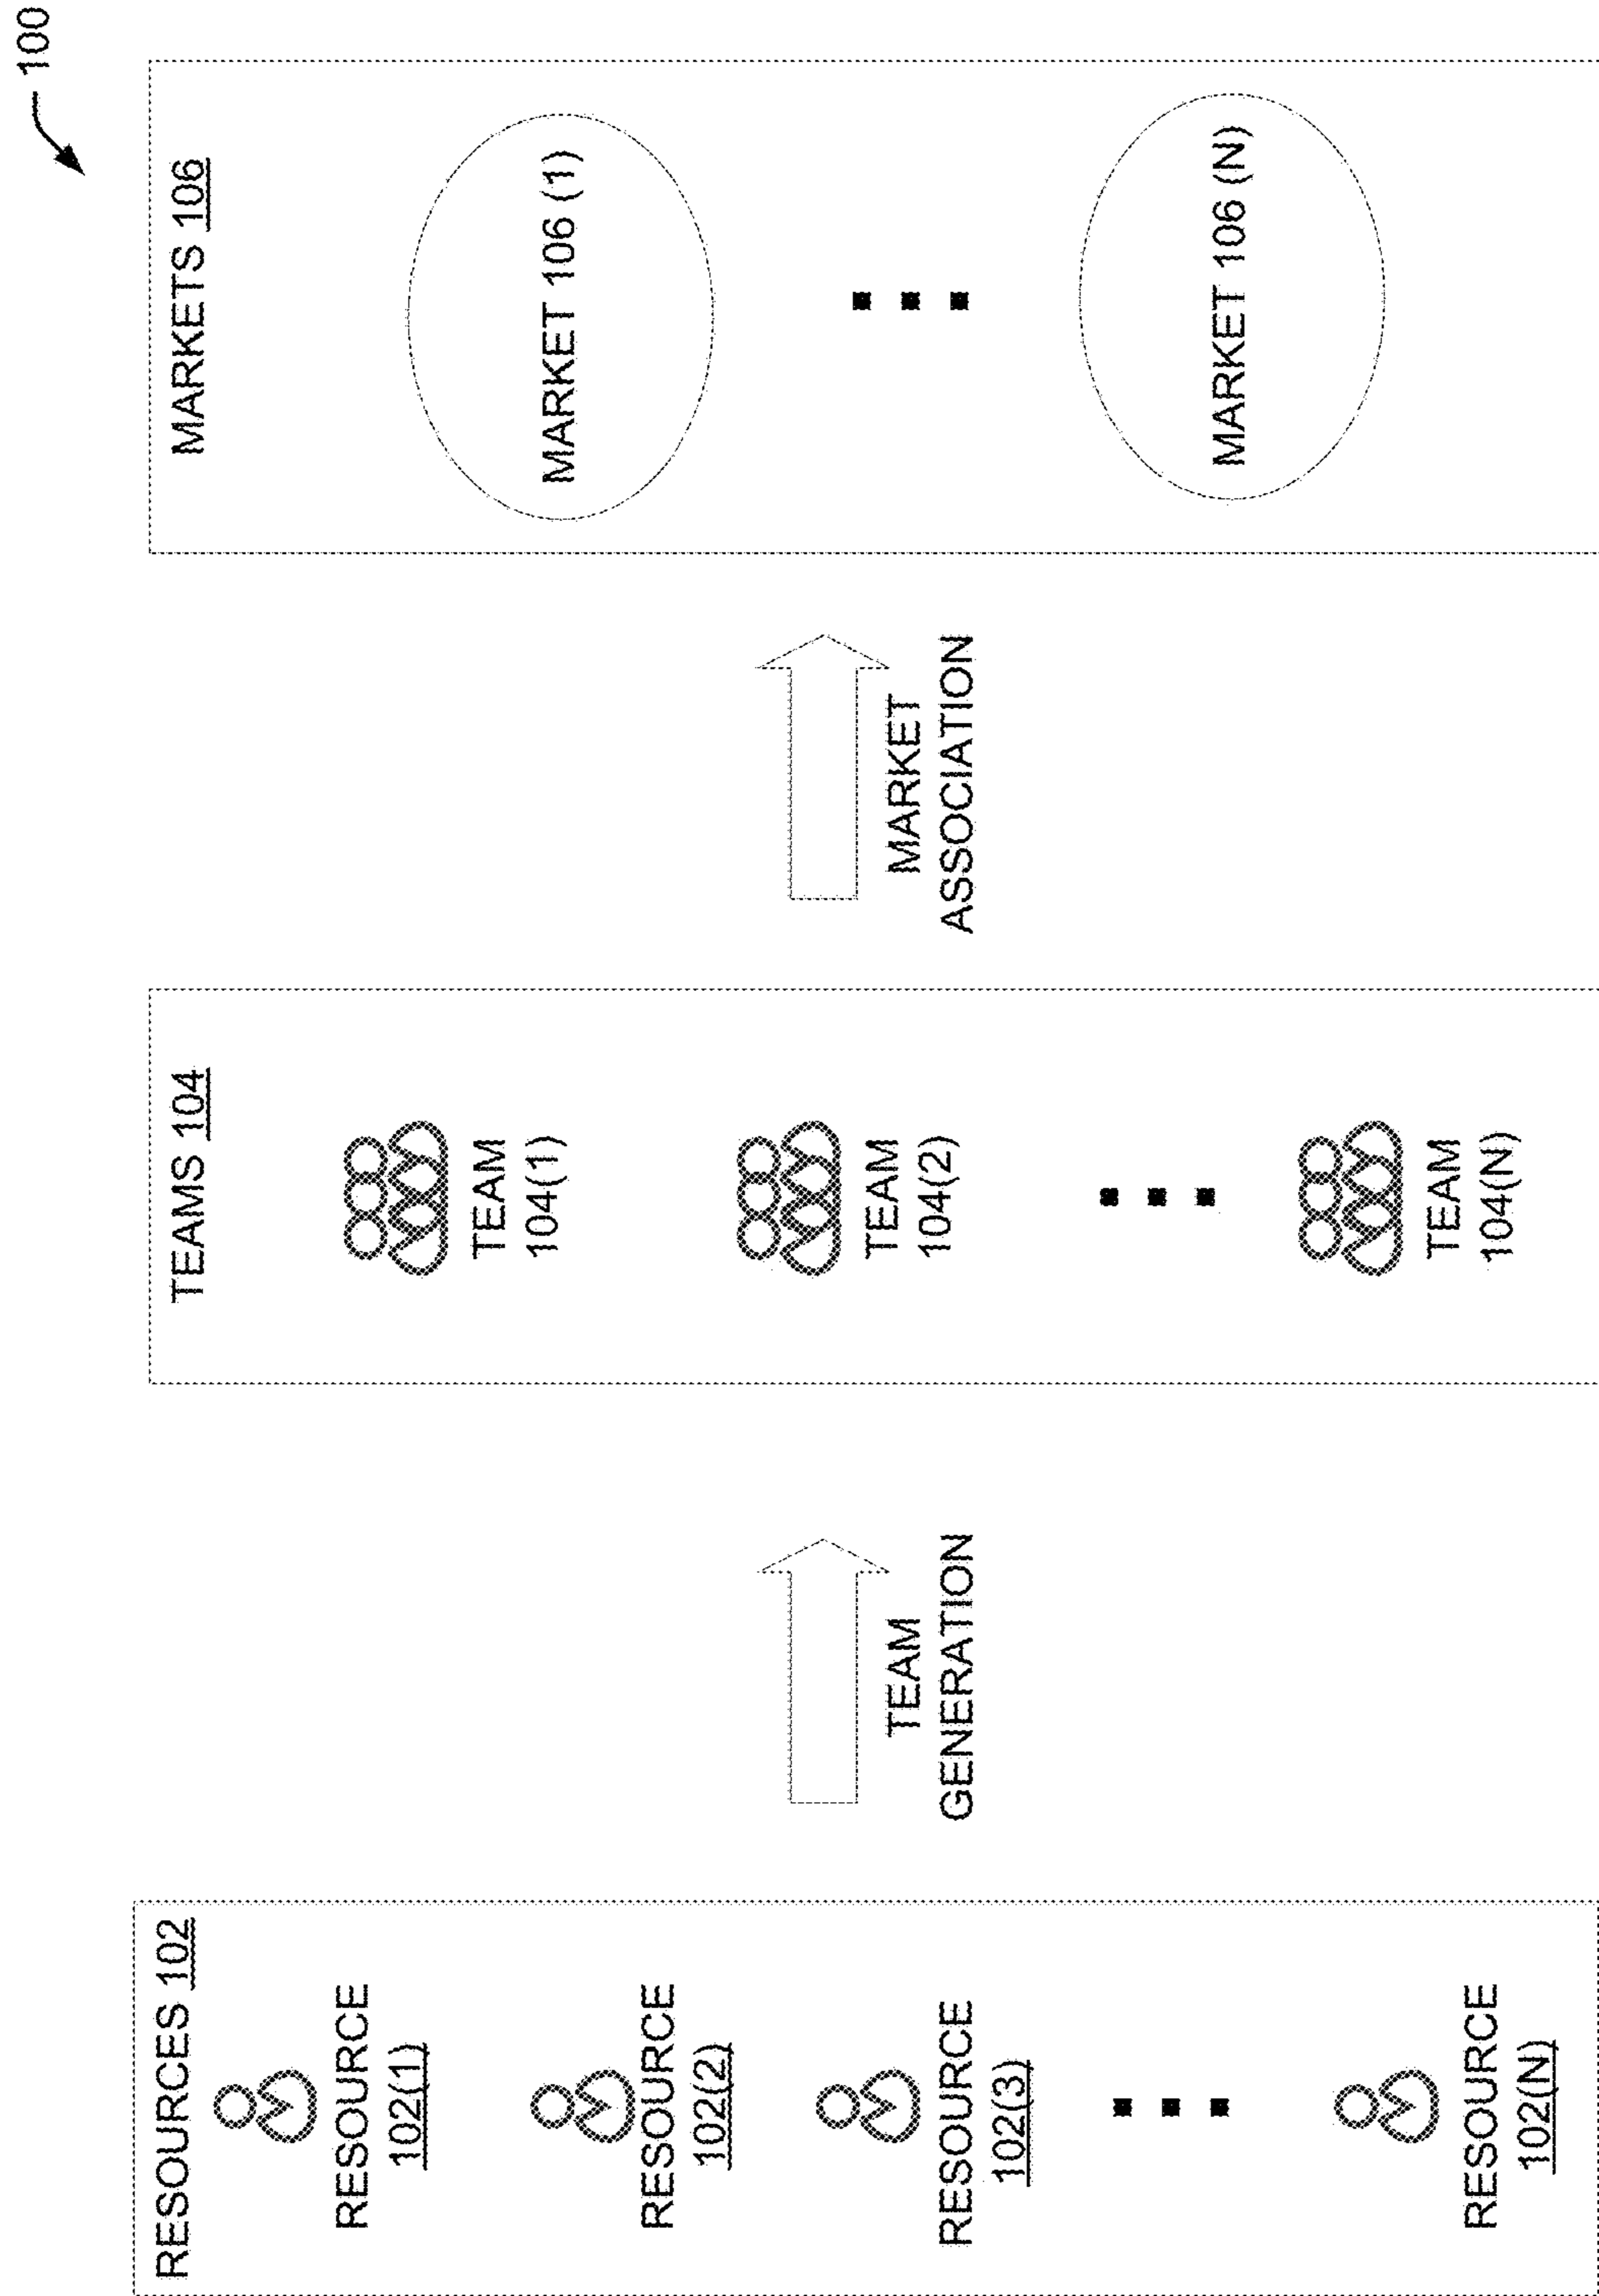 100
RESOURCES 102
RESOURCE
102(1)
RESOURCE
102(2)
RESOURCE
102(3)
RESOURCE
102(N)
TEAM
GENERATION
TEAMS 104
TEAM
104(1)
TEAM
104(2)
TEAM
104(N)
MARKET
ASSOCIATION
MARKETS 106
MARKET 106 (1)
MARKET 106 (N)